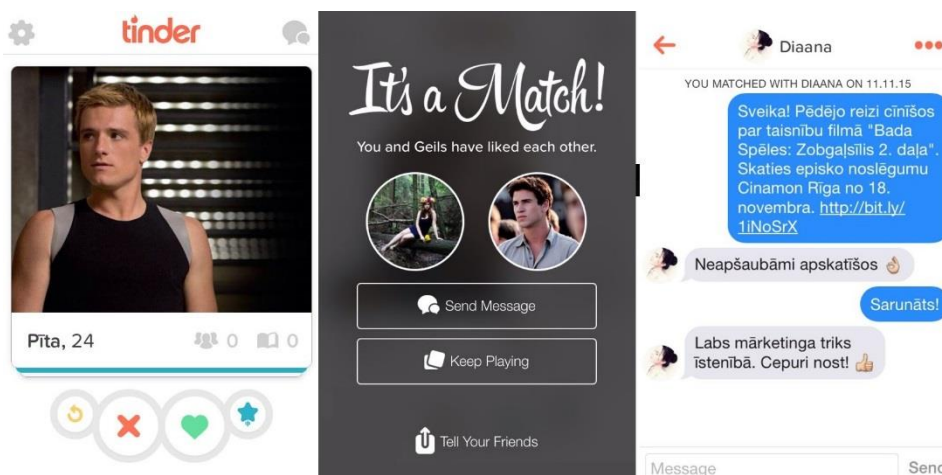 tinder
Pīta, 24
0
0
It's a Match!
You and Geils have liked each other.
Send Message
Keep Playing
Tell Your Friends
Diaana
YOU MATCHED WITH DIAANA ON 11.11.15
Sveika! Pēdējo reizi cīnīšos
par taisnību filmā "Bada
Spēles: Zobgaļsīlis 2. daļa".
Skaties episko noslēgumu
Cinamon Rīga no 18.
novembra. http://bit.ly/
1iNoSrX
Neapšaubāmi apskatīšos 👌
Sarunāts!
Labs mārketinga triks
īstenībā. Cepuri nost! 👍
Message
Send